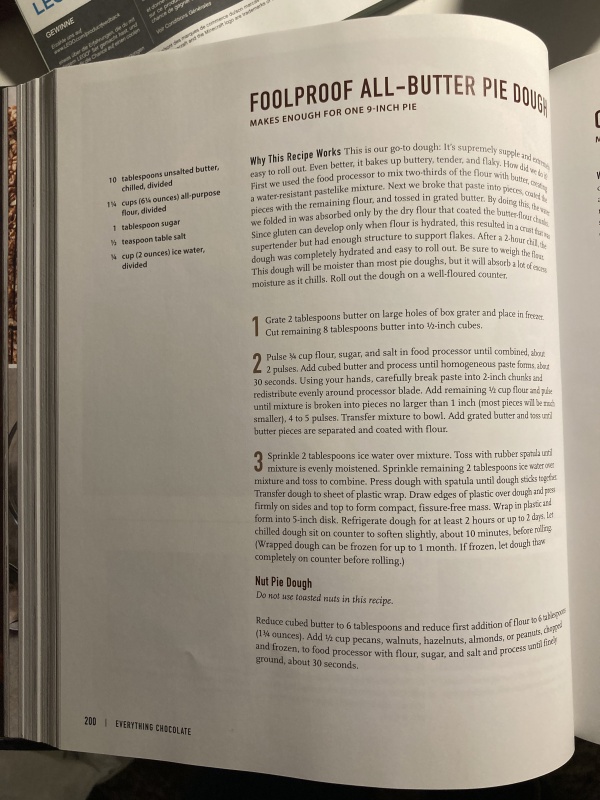 LEG
GEWINNE
FOOLPROOF ALL-BUTTER PIE DOUGH
MAKES ENOUGH FOR ONE 9-INCH PIE
10 tablespoons unsalted butter,
chilled, divided
1¼ cups (6¼ ounces) all-purpose
flour, divided
1 tablespoon sugar
½ teaspoon table salt
¼ cup (2 ounces) ice water,
divided
Why This Recipe Works This is our go-to dough: It's supremely supple and extremely
easy to roll out. Even better, it bakes up buttery, tender, and flaky. How did we do it?
First we used the food processor to mix two-thirds of the flour with butter, creating
a water-resistant pastelike mixture. Next we broke that paste into pieces, coated the
pieces with the remaining flour, and tossed in grated butter. By doing this, the water
we folded in was absorbed only by the dry flour that coated the butter-flour chunks.
Since gluten can develop only when flour is hydrated, this resulted in a crust that was
supertender but had enough structure to support flakes. After a 2-hour chill, the
dough was completely hydrated and easy to roll out. Be sure to weigh the flour.
This dough will be moister than most pie doughs, but it will absorb a lot of excess
moisture as it chills. Roll out the dough on a well-floured counter.
1 Grate 2 tablespoons butter on large holes of box grater and place in freezer.
Cut remaining 8 tablespoons butter into ½-inch cubes.
2 Pulse ¾ cup flour, sugar, and salt in food processor until combined, about
2 pulses. Add cubed butter and process until homogeneous paste forms, about
30 seconds. Using your hands, carefully break paste into 2-inch chunks and
redistribute evenly around processor blade. Add remaining ½ cup flour and pulse
until mixture is broken into pieces no larger than 1 inch (most pieces will be much
smaller), 4 to 5 pulses. Transfer mixture to bowl. Add grated butter and toss until
butter pieces are separated and coated with flour.
3 Sprinkle 2 tablespoons ice water over mixture. Toss with rubber spatula until
mixture is evenly moistened. Sprinkle remaining 2 tablespoons ice water over
mixture and toss to combine. Press dough with spatula until dough sticks together.
Transfer dough to sheet of plastic wrap. Draw edges of plastic over dough and press
firmly on sides and top to form compact, fissure-free mass. Wrap in plastic and
form into 5-inch disk. Refrigerate dough for at least 2 hours or up to 2 days. Let
chilled dough sit on counter to soften slightly, about 10 minutes, before rolling.
(Wrapped dough can be frozen for up to 1 month. If frozen, let dough thaw
completely on counter before rolling.)
Nut Pie Dough
Do not use toasted nuts in this recipe.
Reduce cubed butter to 6 tablespoons and reduce first addition of flour to 6 tablespoons
(1¾ ounces). Add ½ cup pecans, walnuts, hazelnuts, almonds, or peanuts, chopped
and frozen, to food processor with flour, sugar, and salt and process until finely
ground, about 30 seconds.
200 | EVERYTHING CHOCOLATE